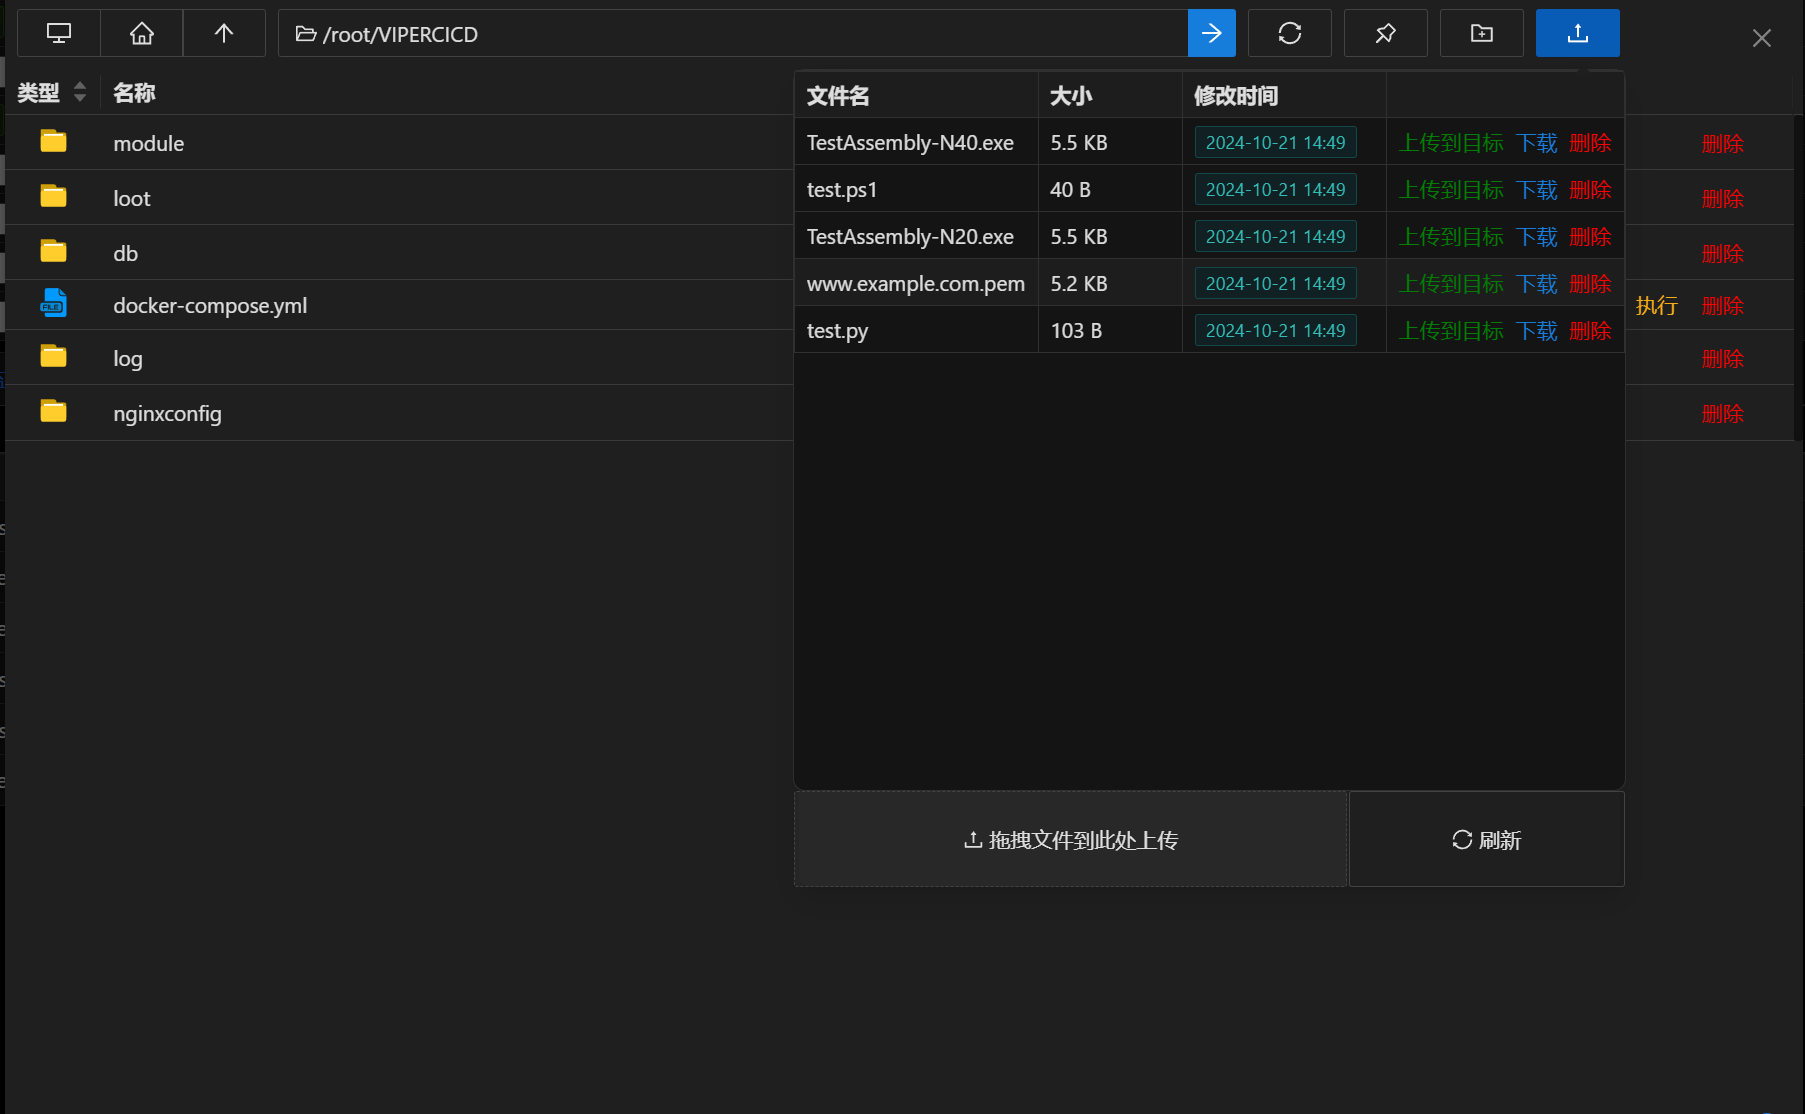 /root/VIPERCICD
类型 名称
module 删除
loot 删除
db 删除
docker-compose.yml 执行 删除
log 删除
nginxconfig 删除
文件名 大小 修改时间
TestAssembly-N40.exe 5.5 KB 2024-10-21 14:49 上传到目标 下载 删除
test.ps1 40 B 2024-10-21 14:49 上传到目标 下载 删除
TestAssembly-N20.exe 5.5 KB 2024-10-21 14:49 上传到目标 下载 删除
www.example.com.pem 5.2 KB 2024-10-21 14:49 上传到目标 下载 删除
test.py 103 B 2024-10-21 14:49 上传到目标 下载 删除
拖拽文件到此处上传 刷新